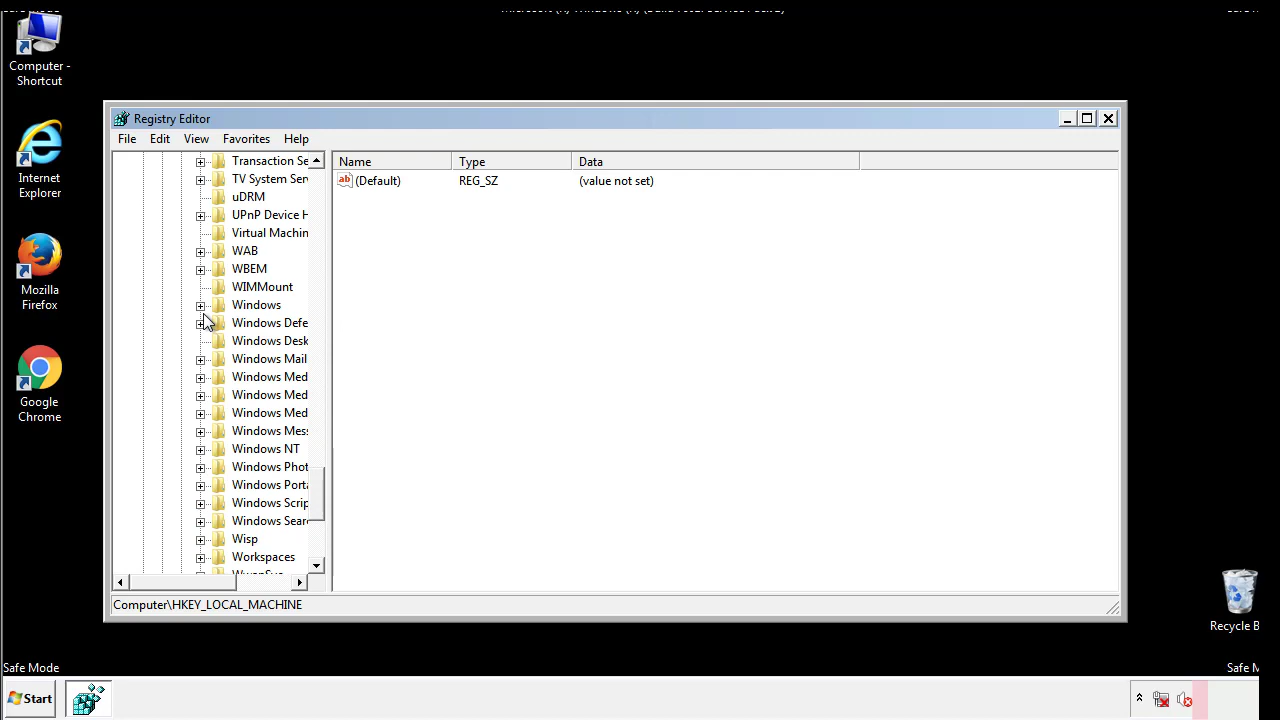 Computer -
Shortcut
Internet
Explorer
Mozilla
Firefox
Google
Chrome
Registry Editor
File Edit View Favorites Help
Transaction Se
TV System Serv
uDRM
UPnP Device H
Virtual Machin
WAB
WBEM
WIMMount
Windows
Windows Defe
Windows Desk
Windows Mail
Windows Med
Windows Med
Windows Med
Windows Mess
Windows NT
Windows Phot
Windows Porta
Windows Scrip
Windows Sear
Wisp
Workspaces
Name Type Data
ab (Default) REG_SZ (value not set)
Computer\HKEY_LOCAL_MACHINE
Recycle B
Safe Mode
Safe M
Start